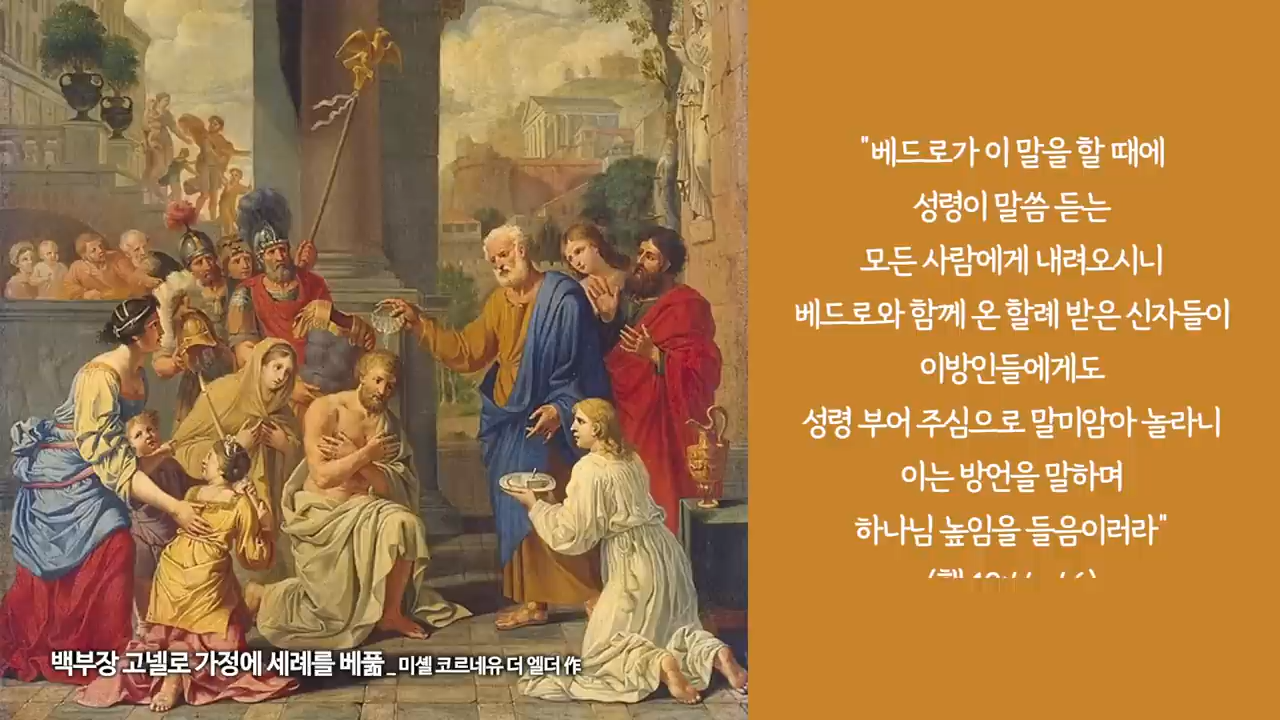 "베드로가 이 말을 할 때에
성령이 말씀 듣는
모든 사람에게 내려오시니
베드로와 함께 온 할례 받은 신자들이
이방인들에게도
성령 부어 주심으로 말미암아 놀라니
이는 방언을 말하며
하나님 높임을 들음이러라"
백부장 고넬로 가정에 세례를 베풂 _ 미셸 코르네유 더 엘더 作